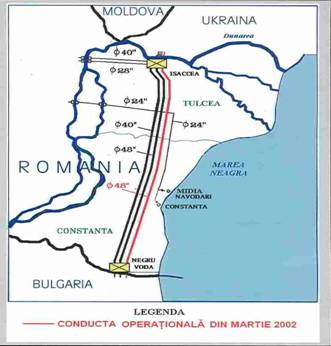 MOLDOVA
UKRAINA
Dunarea
ϕ40"
ϕ28"
ISACCEA
ϕ24"
TULCEA
ϕ40"
ϕ24"
ϕ48"
ROMANIA
MAREA
NEAGRA
ϕ48"
MIDIA
NAVODARI
CONSTANTA
CONSTANTA
NEGRU
VODA
BULGARIA
LEGENDA
CONDUCTA OPERAŢIONALĂ DIN MARTIE 2002